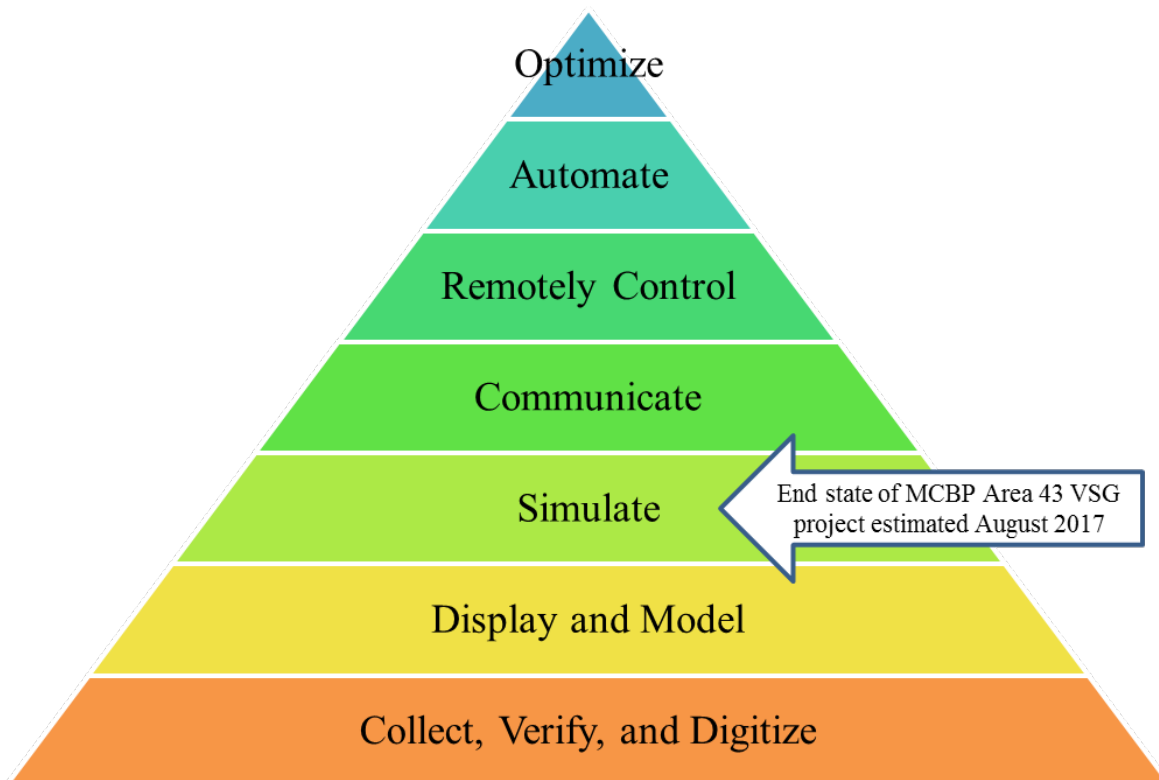 Optimize
Automate
Remotely Control
Communicate
Simulate
End state of MCBP Area 43 VSG
project estimated August 2017
Display and Model
Collect, Verify, and Digitize